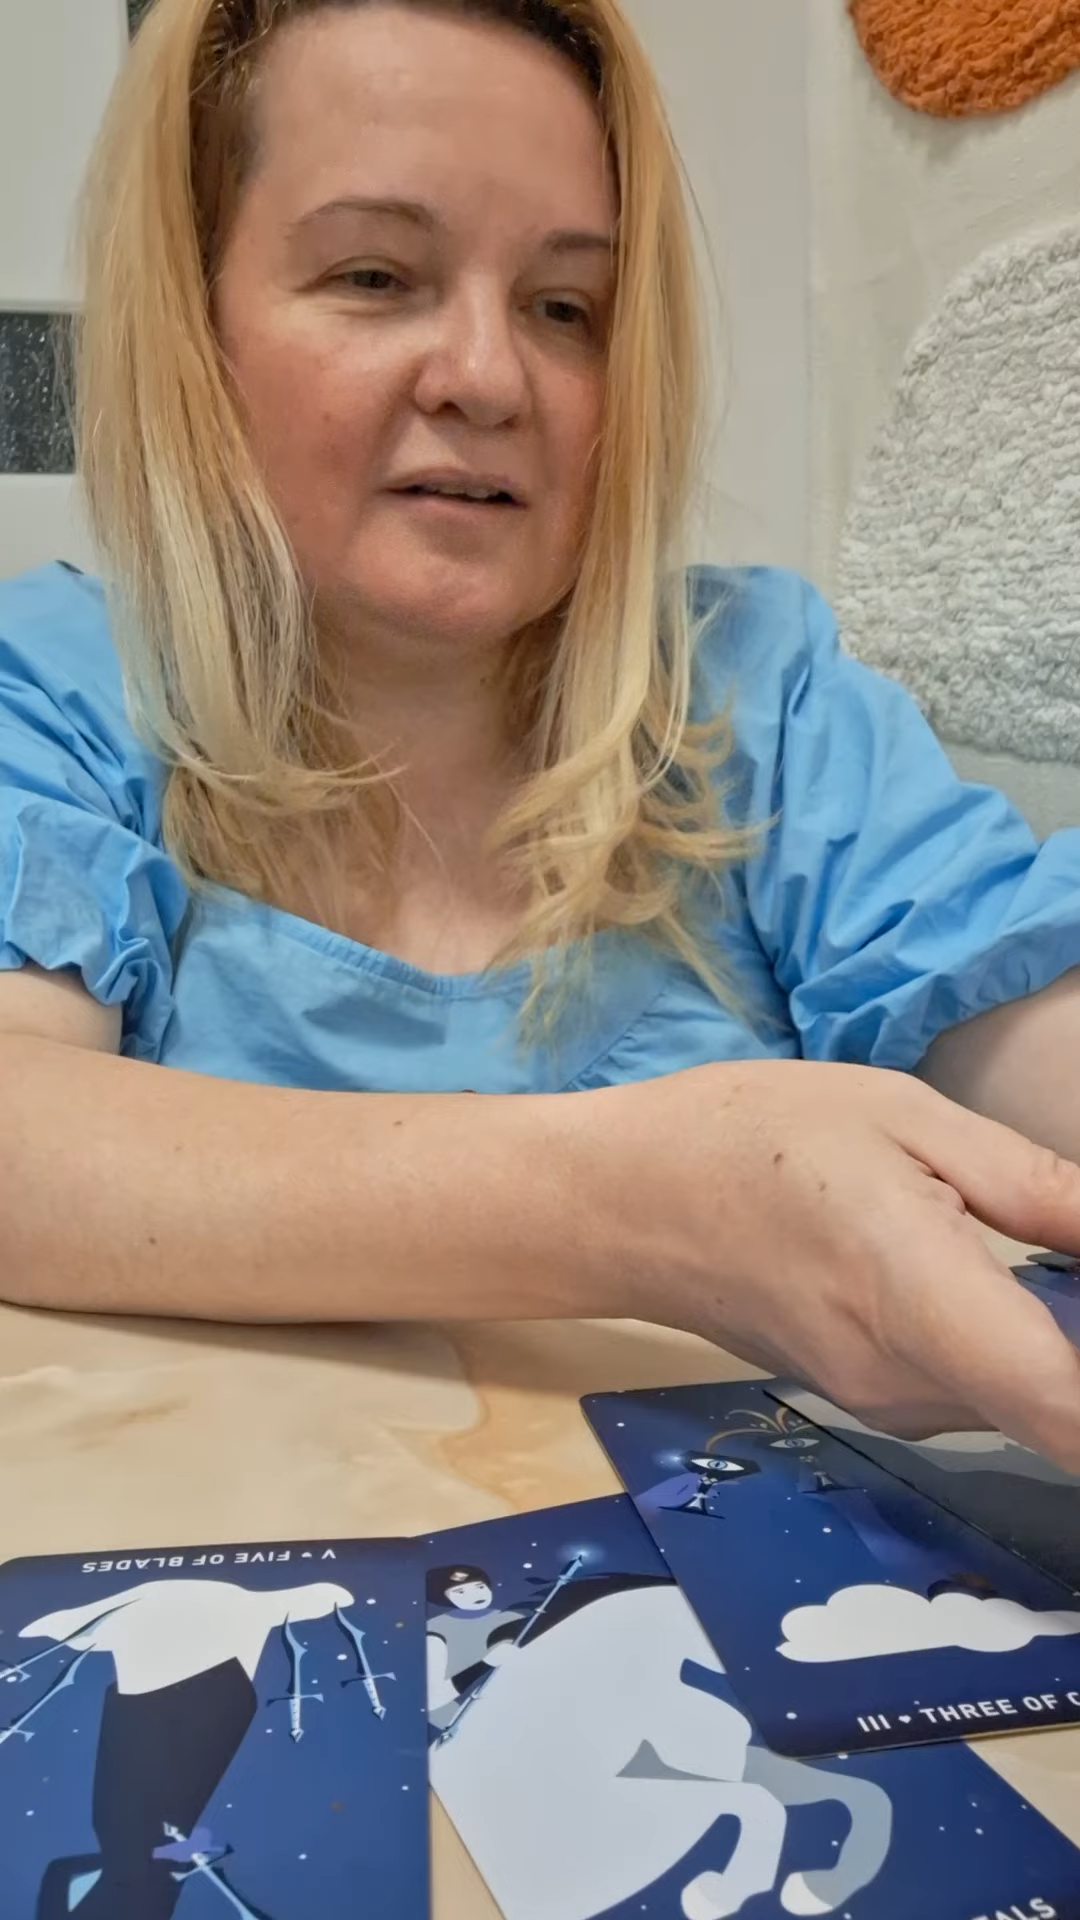 V • FIVE OF BLADES
III • THREE OF